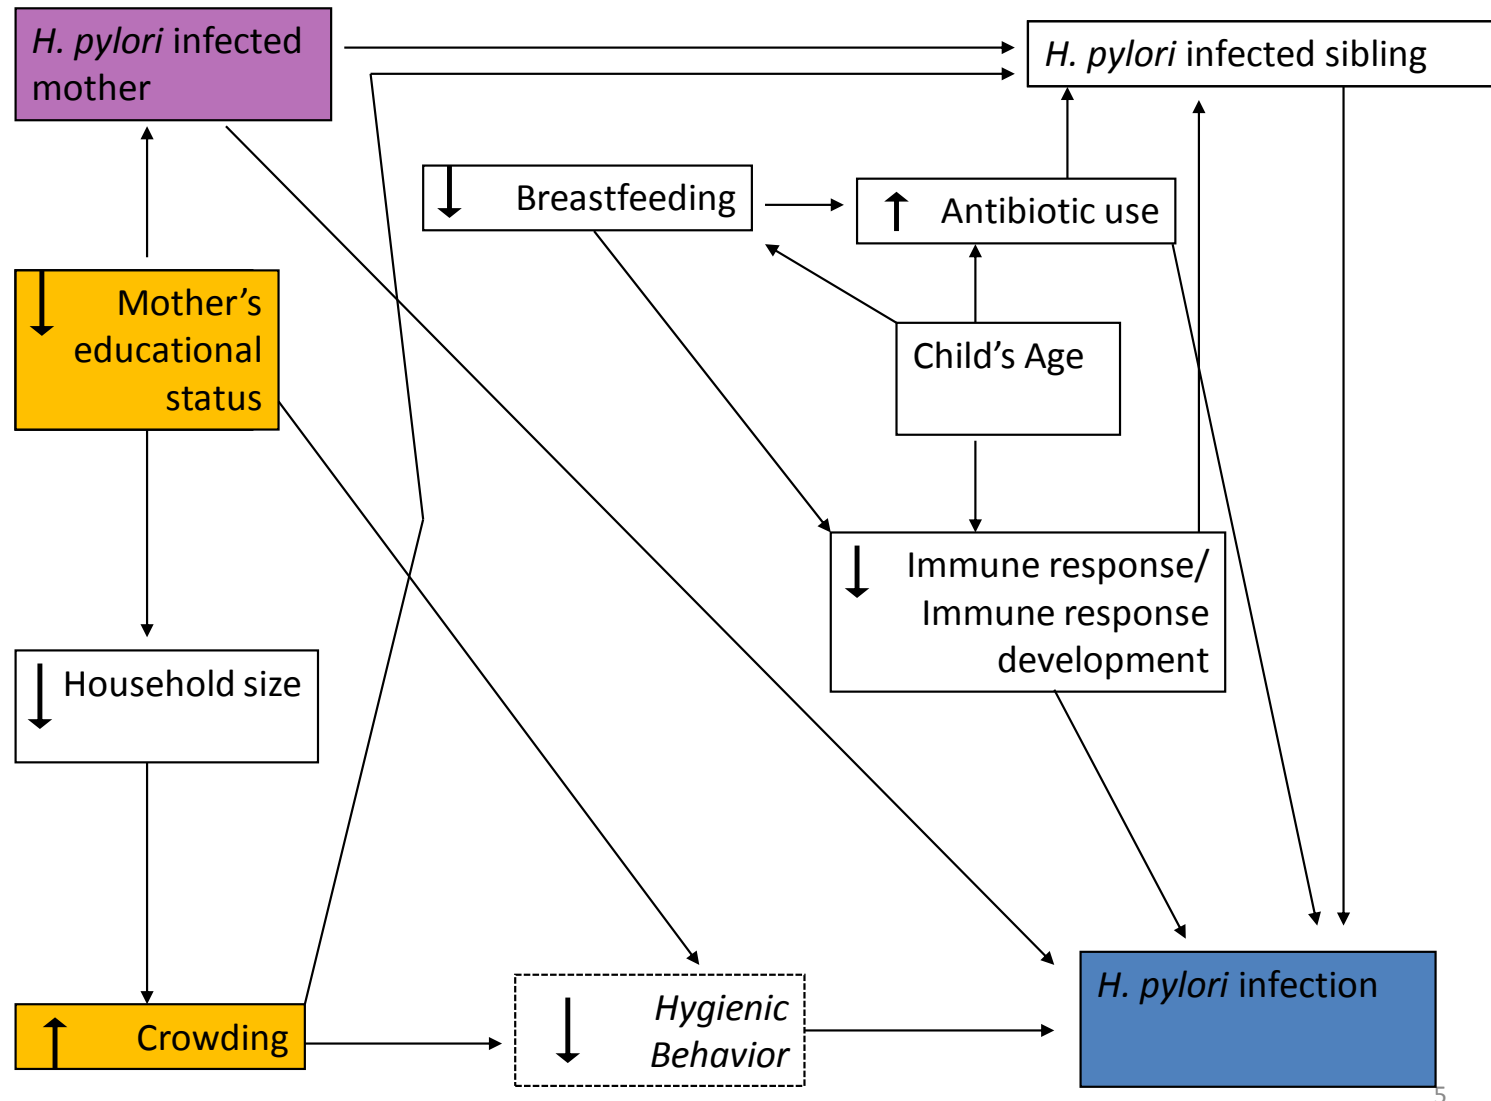 H. pylori infected
mother
H. pylori infected sibling
Breastfeeding
Antibiotic use
Mother’s
educational
status
Child’s Age
Immune response/
Immune response
development
Household size
Hygienic
Behavior
H. pylori infection
Crowding
5